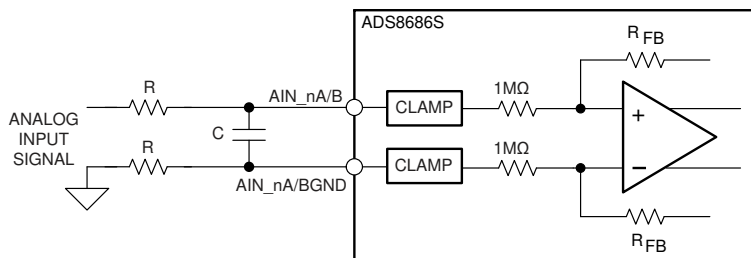 ADS8686S
R FB
R
AIN_nA/B
CLAMP
1MΩ
ANALOG
INPUT
SIGNAL
C
+
R
AIN_nA/BGND
CLAMP
1MΩ
−
R FB